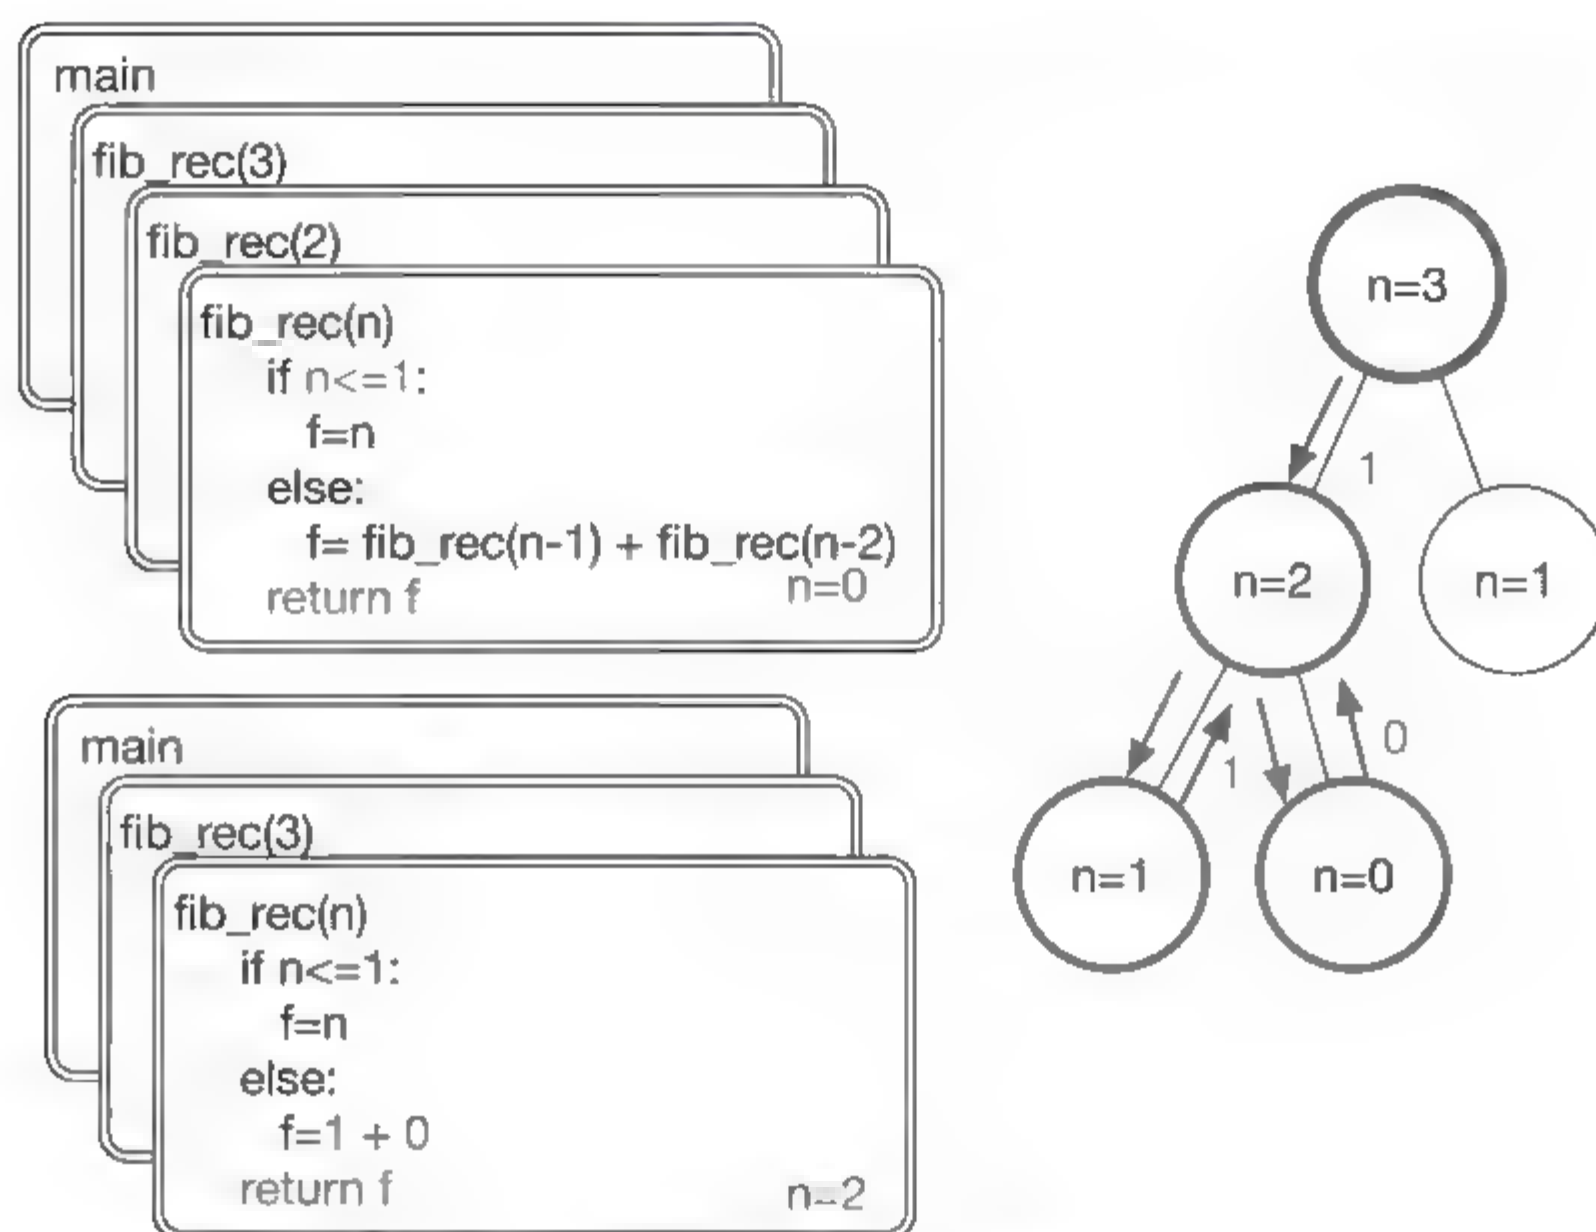 main
fib_rec(3)
fib_rec(2)
fib_rec(n)
if n<=1:
f=n
else:
f= fib_rec(n-1) + fib_rec(n-2)
n=0
return f
main
fib_rec(3)
fib_rec(n)
if n<=1:
f=n
else:
f=1 + 0
return f
n=2
n=3
1
n=2
n=1
1
0
n=1
n=0